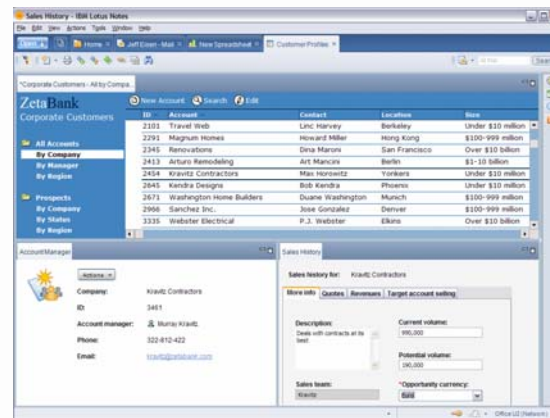 Sales History - IBM Lotus Notes
File Edit View Actions Tools Window Help
Open Home Jeff Eisen - Mail New Spreadsheet Customer Profiles
*Corporate Customers - All by Compa...
ZetaBank
Corporate Customers
New Account Search Edit
ID Account Contact Location Size
2101 Travel Web Linc Harvey Berkeley Under $10 million
2291 Magnum Homes Howard Miller Hong Kong $100-999 million
2345 Renovations Dina Maroni San Francisco Over $10 billion
2413 Arturo Remodeling Art Mancini Berlin $1-10 billion
2454 Kravitz Contractors Max Horowitz Yonkers Under $10 million
2645 Kendra Designs Bob Kendra Phoenix Under $10 million
2671 Washington Home Builders Duane Washington Munich $100-999 million
2966 Sanchez Inc. Jose Gonzalez Denver $100-999 million
3335 Webster Electrical P.J. Webster Elkins Over $10 billion
All Accounts
By Company
By Manager
By Region
Prospects
By Company
By Status
By Region
Account Manager
Actions
Company: Kravitz Contractors
ID: 3461
Account manager: Murray Kravitz
Phone: 322-812-422
Email:
Sales History
Sales history for: Kravitz Contractors
More info Quotes Revenues Target account selling
Description:
Deals with contracts at its best
Current volume:
Potential volume:
190,000
Sales team:
Kravitz
*Opportunity currency: